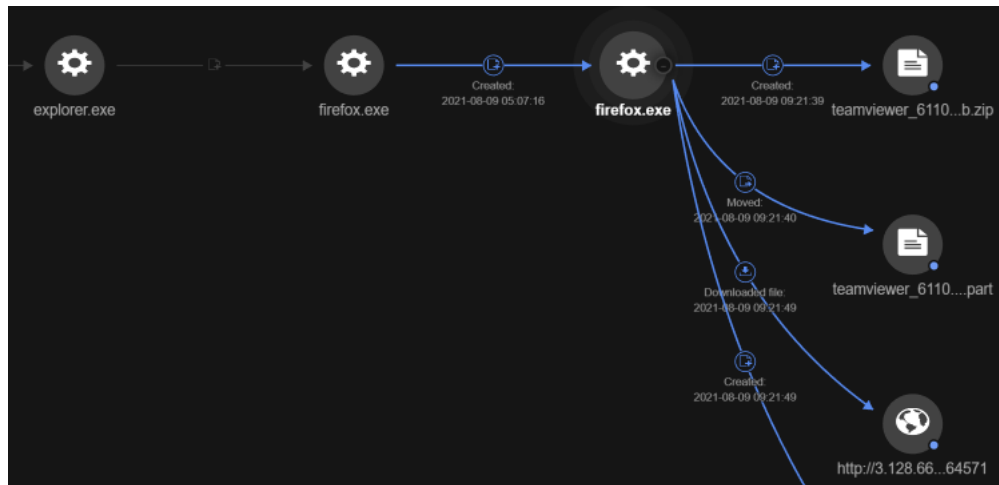 explorer.exe
firefox.exe
Created:
2021-08-09 05:07:16
firefox.exe
Created:
2021-08-09 09:21:39
teamviewer_6110...b.zip
Moved:
2021-08-09 09:21:40
teamviewer_6110....part
Downloaded file:
2021-08-09 09:21:49
Created:
2021-08-09 09:21:49
http://3.128.66...64571